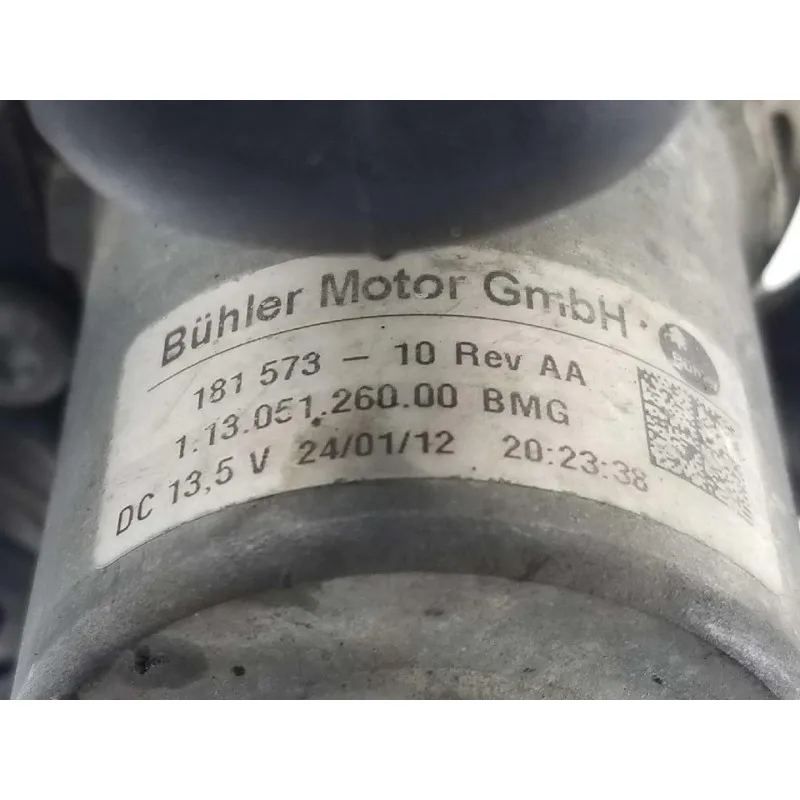 Bühler Motor GmbH
BÜHLER
181 573 - 10 Rev AA
1.13.051.260.00 BMG
DC 13,5 V 24/01/12 20:23:38